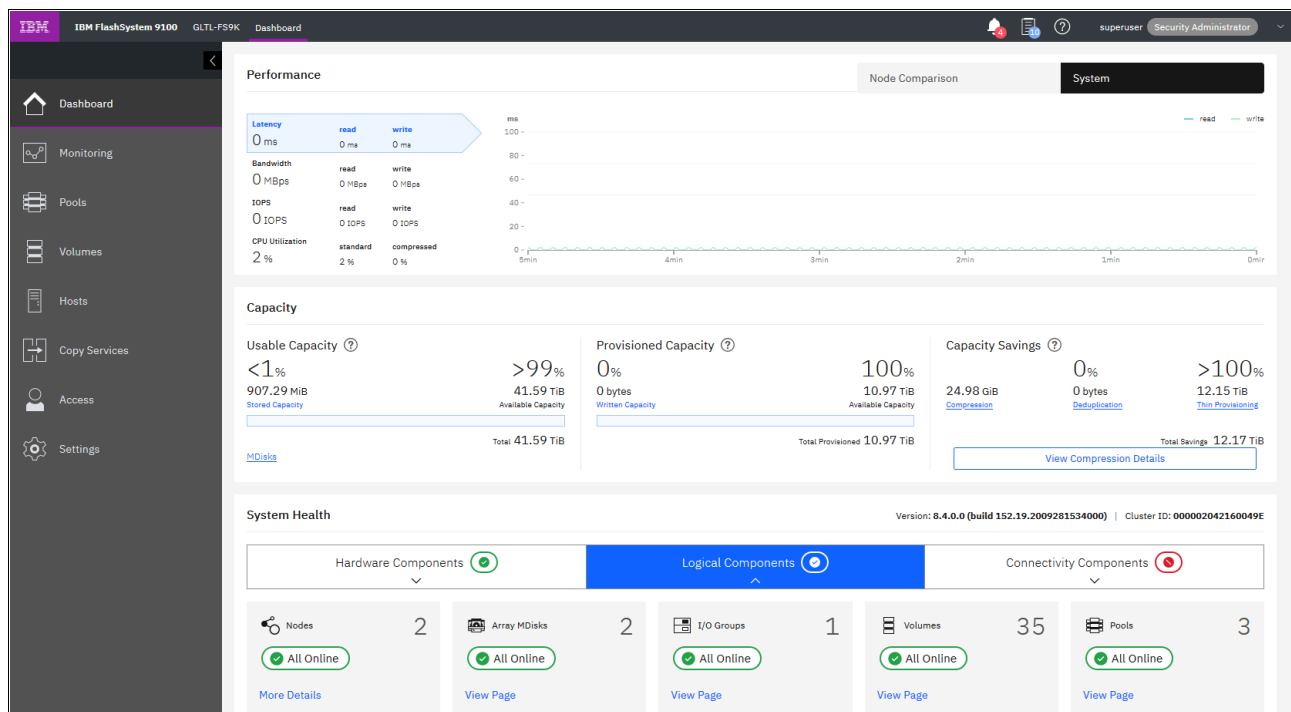 IBM IBM FlashSystem 9100 GLTL-FS9K Dashboard 4 10 ? superuser Security Administrator
Dashboard
Monitoring
Pools
Volumes
Hosts
Copy Services
Access
Settings
Performance
Node Comparison System
Latency read write
0 ms 0 ms 0 ms
Bandwidth read write
0 MBps 0 MBps 0 MBps
IOPS read write
0 IOPS 0 IOPS 0 IOPS
CPU Utilization standard compressed
2 % 2 % 0 %
ms
read write
100
80
60
40
20
0
5min 4min 3min 2min 1min 0min
Capacity
Usable Capacity ?
<1% >99%
907.29 MiB 41.59 TiB
Stored Capacity Available Capacity
Total 41.59 TiB
MDisks
Provisioned Capacity ?
0% 100%
0 bytes 10.97 TiB
Written Capacity Available Capacity
Total Provisioned 10.97 TiB
Capacity Savings ?
0% >100%
24.98 GiB 0 bytes 12.15 TiB
Compression Deduplication Thin Provisioning
Total Savings 12.17 TiB
View Compression Details
System Health
Version: 8.4.0.0 (build 152.19.2009281534000) | Cluster ID: 000002042160049E
Hardware Components Logical Components Connectivity Components
Nodes 2
All Online
More Details
Array MDisks 2
All Online
View Page
I/O Groups 1
All Online
View Page
Volumes 35
All Online
View Page
Pools 3
All Online
View Page